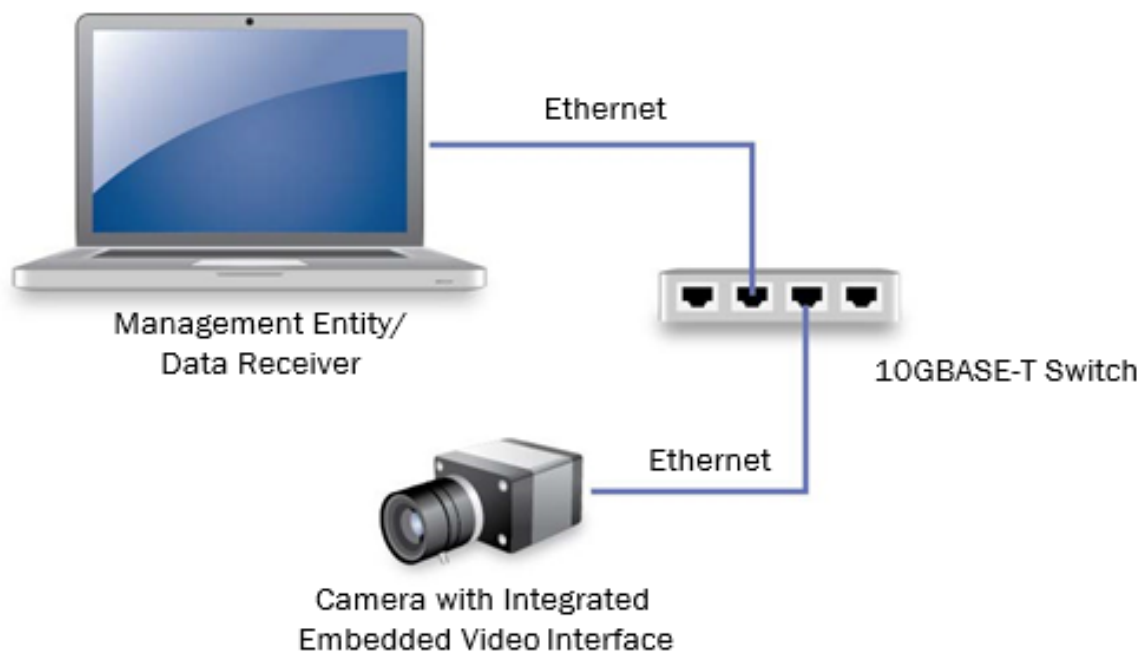 Ethernet
Management Entity/
Data Receiver
10GBASE-T Switch
Ethernet
Camera with Integrated
Embedded Video Interface